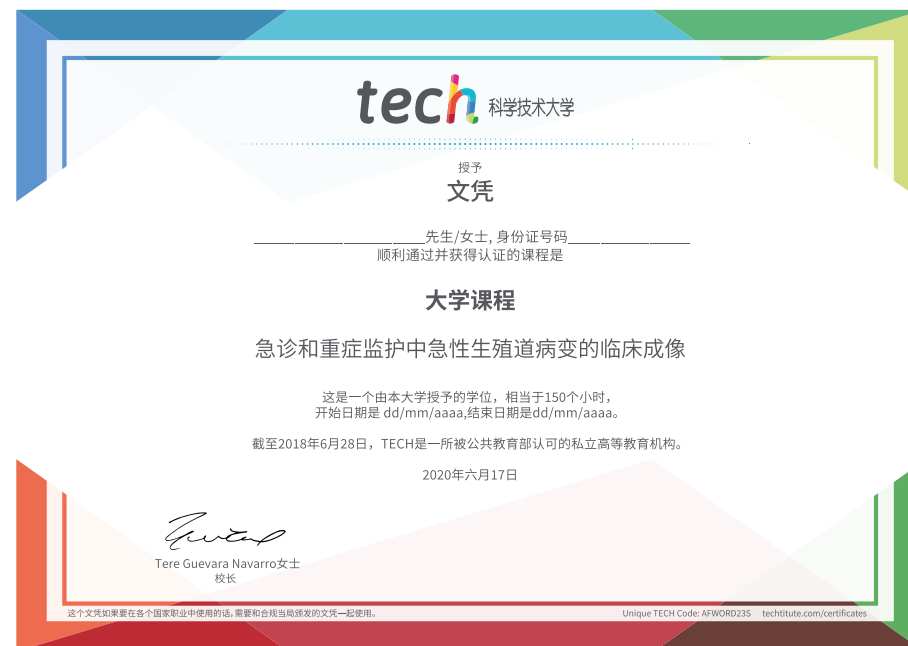 tech 科学技术大学
授予
文凭
先生/女士, 身份证号码
顺利通过并获得认证的课程是
大学课程
急诊和重症监护中急性生殖道病变的临床成像
这是一个由本大学授予的学位，相当于150个小时，
开始日期是 dd/mm/aaaa,结束日期是dd/mm/aaaa。
截至2018年6月28日，TECH是一所被公共教育部认可的私立高等教育机构。
2020年六月17日
Tere Guevara Navarro女士
校长
这个文凭如果要在各个国家职业中使用的话,需要和合规当局颁发的文凭一起使用。
Unique TECH Code: AFWORD23S techtitute.com/certificates